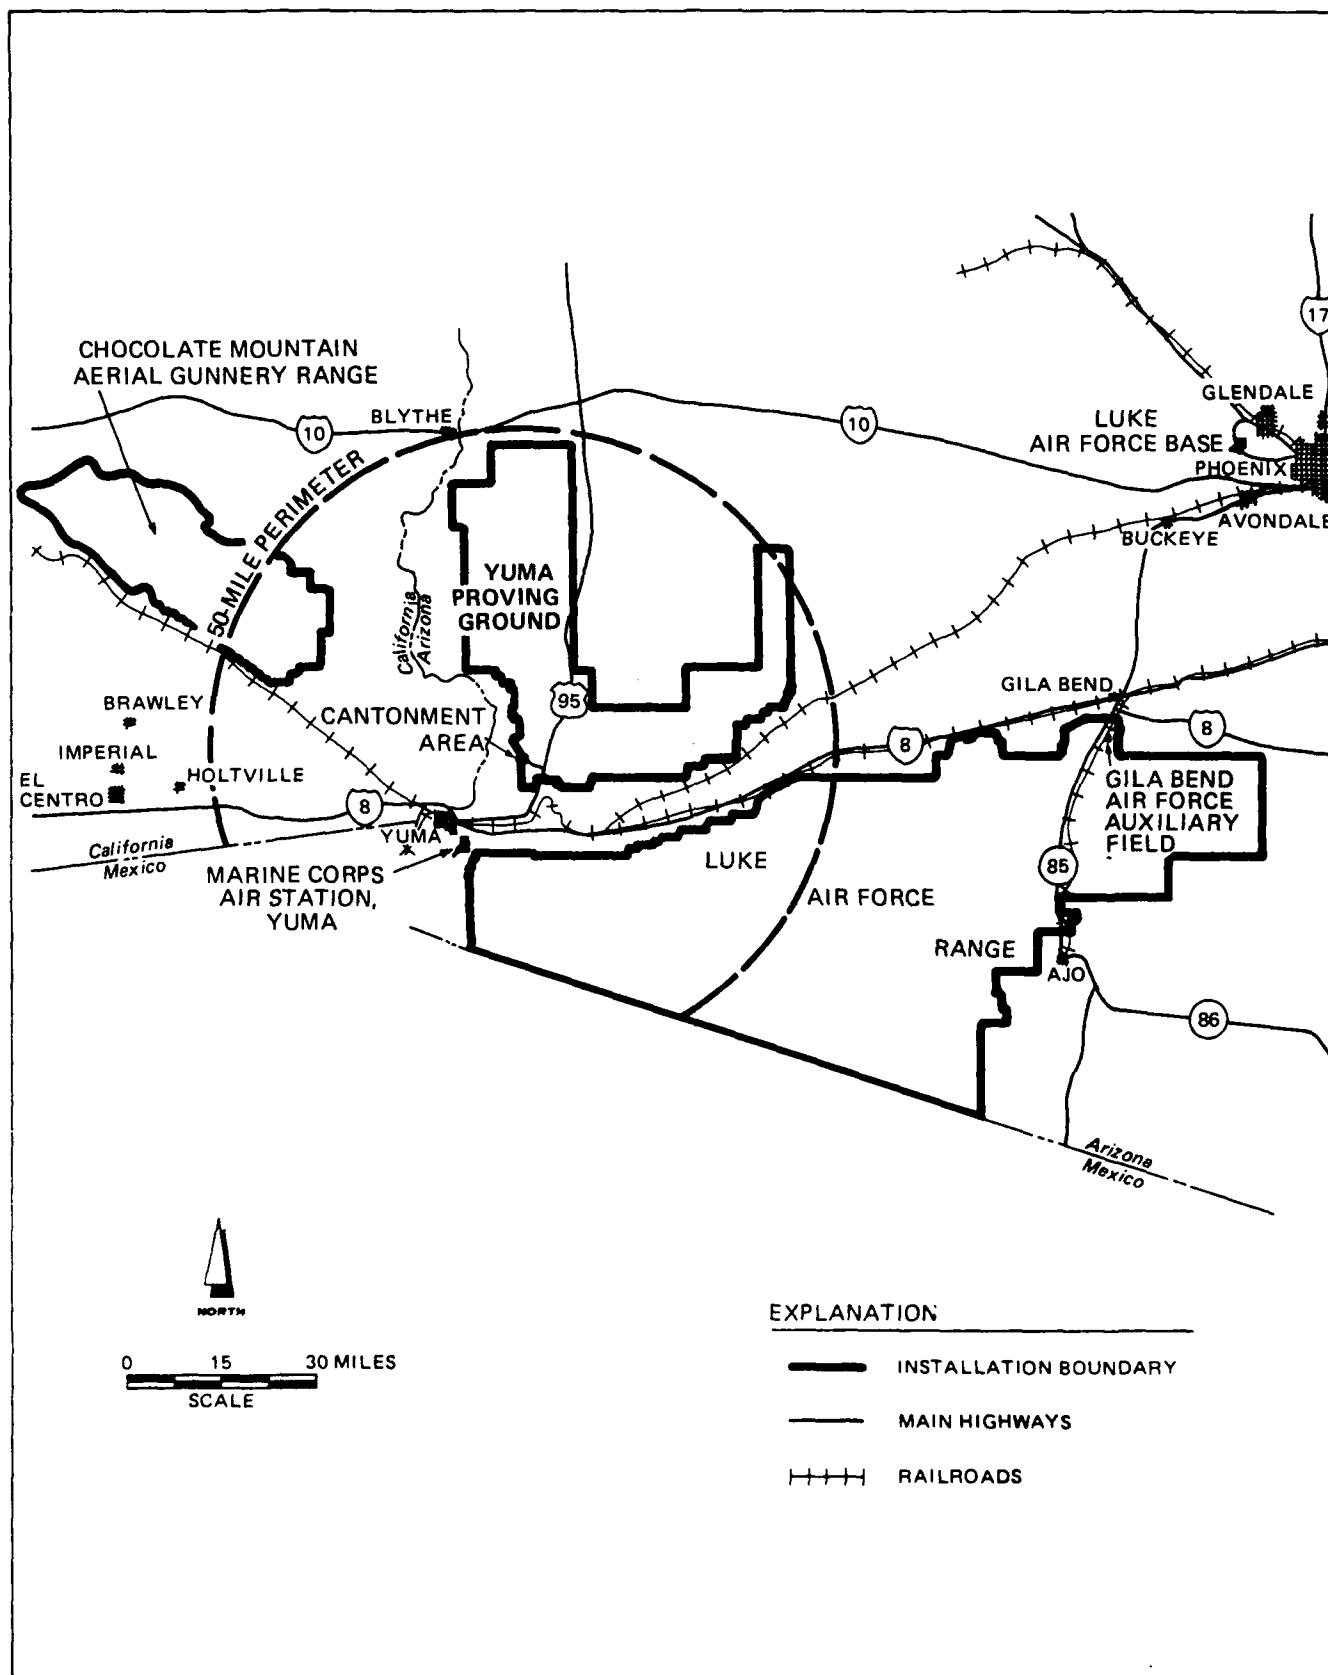 17
CHOCOLATE MOUNTAIN
AERIAL GUNNERY RANGE
GLENDALE
BLYTHE
10
10
LUKE
AIR FORCE BASE
PHOENIX
50-MILE PERIMETER
AVONDALE
BUCKEYE
YUMA
PROVING
GROUND
California
Arizona
GILA BEND
BRAWLEY
95
CANTONMENT
AREA
8
8
IMPERIAL
HOLTVILLE
EL
CENTRO
8
GILA BEND
AIR FORCE
AUXILIARY
FIELD
YUMA
California
Mexico
LUKE
85
MARINE CORPS
AIR STATION,
YUMA
AIR FORCE
RANGE
AJO
86
Arizona
Mexico
NORTH
0 15 30 MILES
SCALE
EXPLANATION
INSTALLATION BOUNDARY
MAIN HIGHWAYS
RAILROADS